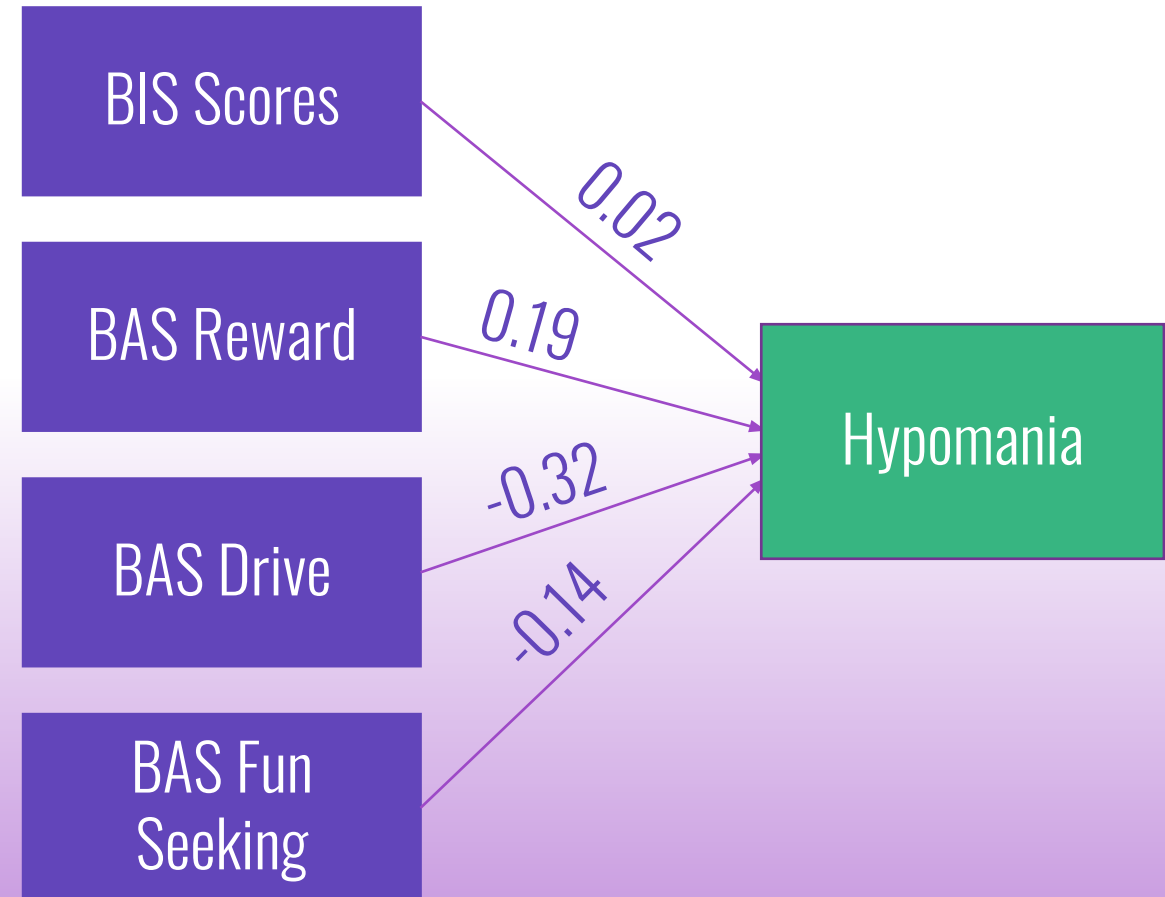 BIS Scores
0.02
BAS Reward
0.19
Hypomania
BAS Drive
-0.32
-0.14
BAS Fun
Seeking